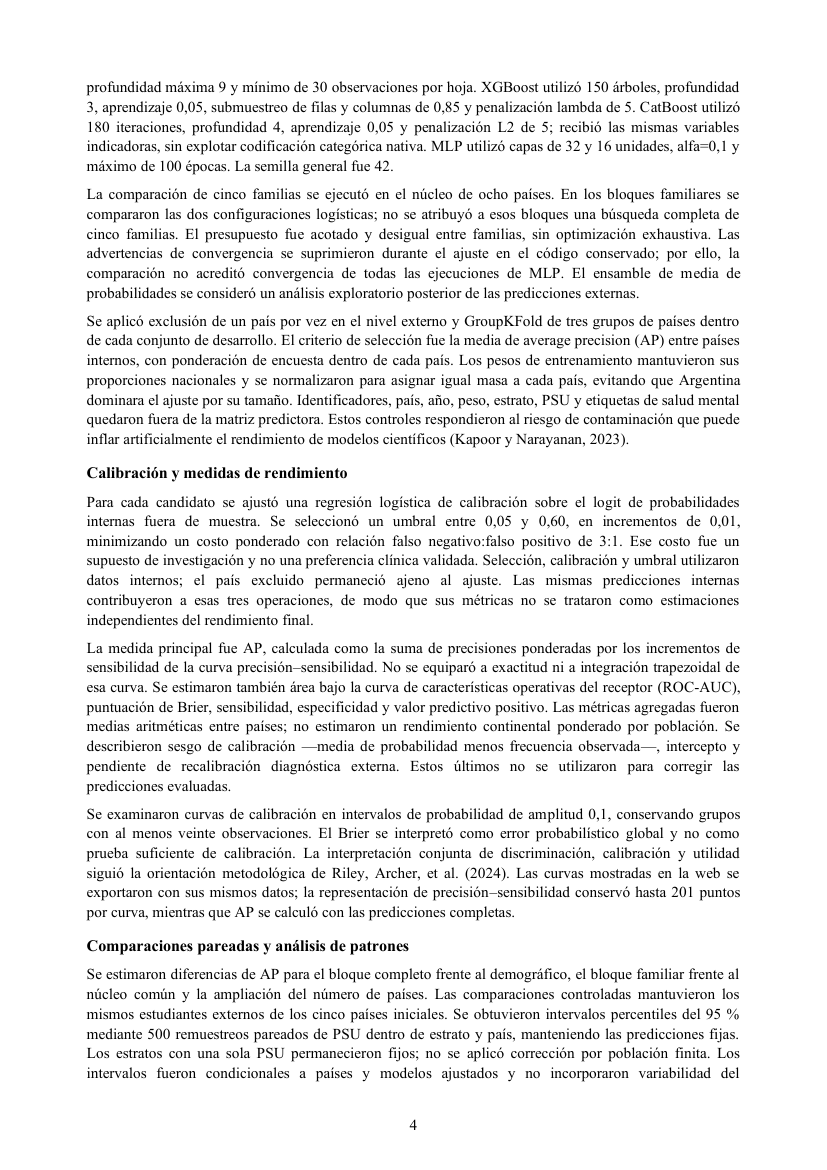 profundidad máxima 9 y mínimo de 30 observaciones por hoja. XGBoost utilizó 150 árboles, profundidad
3, aprendizaje 0,05, submuestreo de filas y columnas de 0,85 y penalización lambda de 5. CatBoost utilizó
180 iteraciones, profundidad 4, aprendizaje 0,05 y penalización L2 de 5; recibió las mismas variables
indicadoras, sin explotar codificación categórica nativa. MLP utilizó capas de 32 y 16 unidades, alfa=0,1 y
máximo de 100 épocas. La semilla general fue 42.
La comparación de cinco familias se ejecutó en el núcleo de ocho países. En los bloques familiares se
compararon las dos configuraciones logísticas; no se atribuyó a esos bloques una búsqueda completa de
cinco familias. El presupuesto fue acotado y desigual entre familias, sin optimización exhaustiva. Las
advertencias de convergencia se suprimieron durante el ajuste en el código conservado; por ello, la
comparación no acreditó convergencia de todas las ejecuciones de MLP. El ensamble de media de
probabilidades se consideró un análisis exploratorio posterior de las predicciones externas.
Se aplicó exclusión de un país por vez en el nivel externo y GroupKFold de tres grupos de países dentro
de cada conjunto de desarrollo. El criterio de selección fue la media de average precision (AP) entre países
internos, con ponderación de encuesta dentro de cada país. Los pesos de entrenamiento mantuvieron sus
proporciones nacionales y se normalizaron para asignar igual masa a cada país, evitando que Argentina
dominara el ajuste por su tamaño. Identificadores, país, año, peso, estrato, PSU y etiquetas de salud mental
quedaron fuera de la matriz predictora. Estos controles respondieron al riesgo de contaminación que puede
inflar artificialmente el rendimiento de modelos científicos (Kapoor y Narayanan, 2023).
Calibración y medidas de rendimiento
Para cada candidato se ajustó una regresión logística de calibración sobre el logit de probabilidades
internas fuera de muestra. Se seleccionó un umbral entre 0,05 y 0,60, en incrementos de 0,01,
minimizando un costo ponderado con relación falso negativo:falso positivo de 3:1. Ese costo fue un
supuesto de investigación y no una preferencia clínica validada. Selección, calibración y umbral utilizaron
datos internos; el país excluido permaneció ajeno al ajuste. Las mismas predicciones internas
contribuyeron a esas tres operaciones, de modo que sus métricas no se trataron como estimaciones
independientes del rendimiento final.
La medida principal fue AP, calculada como la suma de precisiones ponderadas por los incrementos de
sensibilidad de la curva precisión–sensibilidad. No se equiparó a exactitud ni a integración trapezoidal de
esa curva. Se estimaron también área bajo la curva de características operativas del receptor (ROC-AUC),
puntuación de Brier, sensibilidad, especificidad y valor predictivo positivo. Las métricas agregadas fueron
medias aritméticas entre países; no estimaron un rendimiento continental ponderado por población. Se
describieron sesgo de calibración —media de probabilidad menos frecuencia observada—, intercepto y
pendiente de recalibración diagnóstica externa. Estos últimos no se utilizaron para corregir las
predicciones evaluadas.
Se examinaron curvas de calibración en intervalos de probabilidad de amplitud 0,1, conservando grupos
con al menos veinte observaciones. El Brier se interpretó como error probabilístico global y no como
prueba suficiente de calibración. La interpretación conjunta de discriminación, calibración y utilidad
siguió la orientación metodológica de Riley, Archer, et al. (2024). Las curvas mostradas en la web se
exportaron con sus mismos datos; la representación de precisión–sensibilidad conservó hasta 201 puntos
por curva, mientras que AP se calculó con las predicciones completas.
Comparaciones pareadas y análisis de patrones
Se estimaron diferencias de AP para el bloque completo frente al demográfico, el bloque familiar frente al
núcleo común y la ampliación del número de países. Las comparaciones controladas mantuvieron los
mismos estudiantes externos de los cinco países iniciales. Se obtuvieron intervalos percentiles del 95 %
mediante 500 remuestreos pareados de PSU dentro de estrato y país, manteniendo las predicciones fijas.
Los estratos con una sola PSU permanecieron fijos; no se aplicó corrección por población finita. Los
intervalos fueron condicionales a países y modelos ajustados y no incorporaron variabilidad del
4